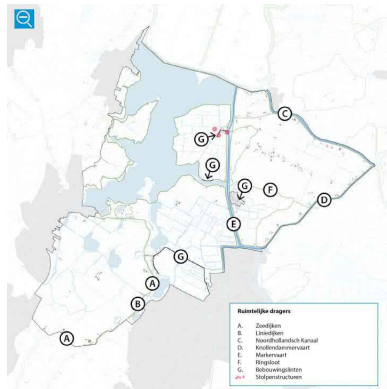 C
G
G
G
F
D
E
G
A
B
A
Ruimtelijke dragers
A. Zeedijken
B. Liniedijken
C. Noordhollandsch Kanaal
D. Knollendammervaart
E. Markervaart
F. Ringsloot
G. Bebouwingslinten
Stolpenstructuren